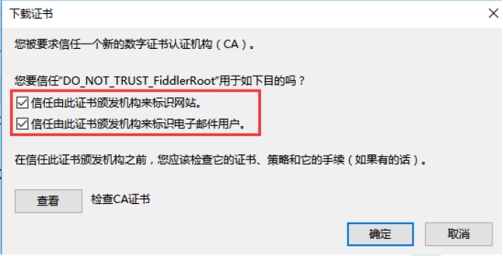 下载证书
您被要求信任一个新的数字证书认证机构（CA）。
您要信任“DO_NOT_TRUST_FiddlerRoot”用于如下目的吗？
信任由此证书颁发机构来标识网站。
信任由此证书颁发机构来标识电子邮件用户。
在信任此证书颁发机构之前，您应该检查它的证书、策略和它的手续（如果有的话）。
查看 检查CA证书
确定 取消